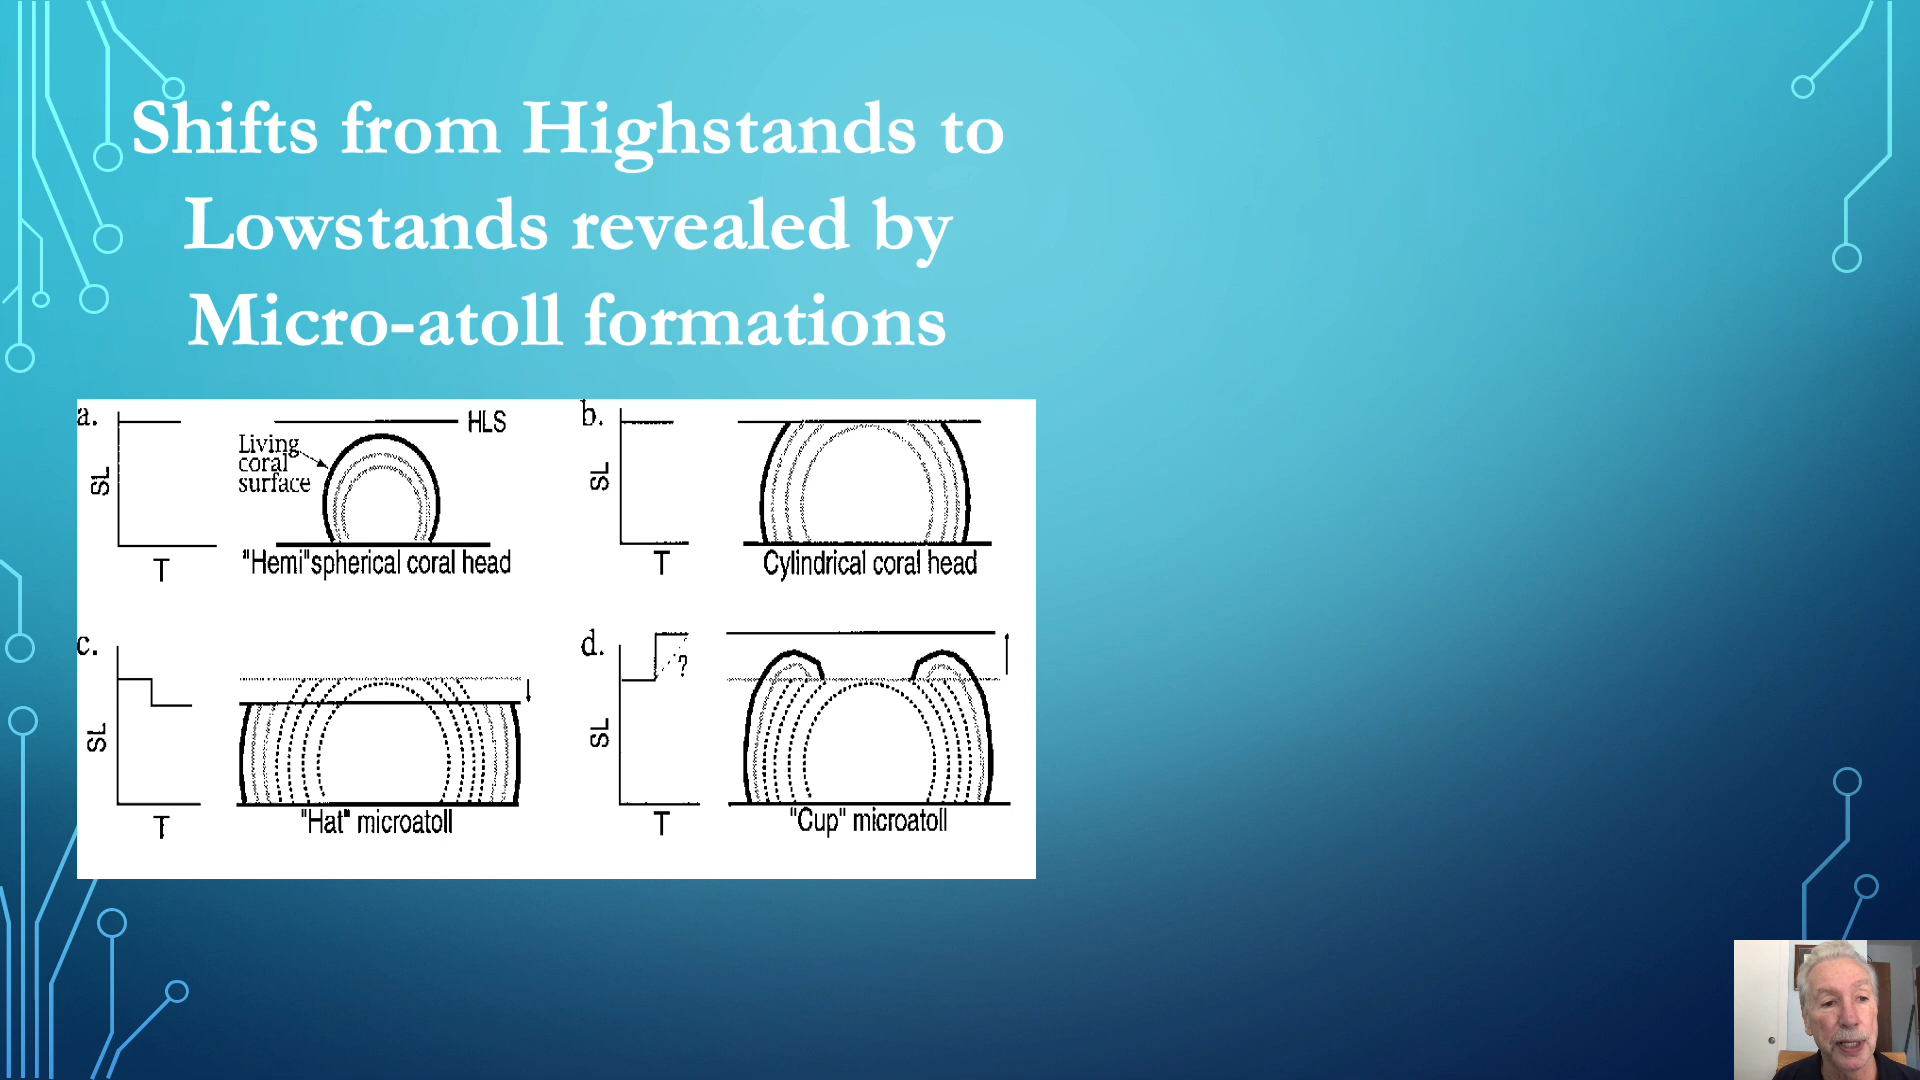 Shifts from Highstands to
Lowstands revealed by
Micro-atoll formations
a.
HLS
Living
coral
surface
SL
T
"Hemi"spherical coral head
b.
SL
T
Cylindrical coral head
c.
SL
T
"Hat" microatoll
d.
?
SL
T
"Cup" microatoll